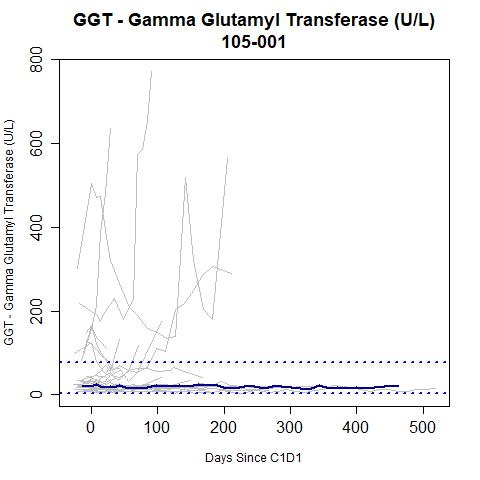 GGT - Gamma Glutamyl Transferase (U/L)
105-001
GGT - Gamma Glutamyl Transferase (U/L)
800
600
400
200
0
0 100 200 300 400 500
Days Since C1D1